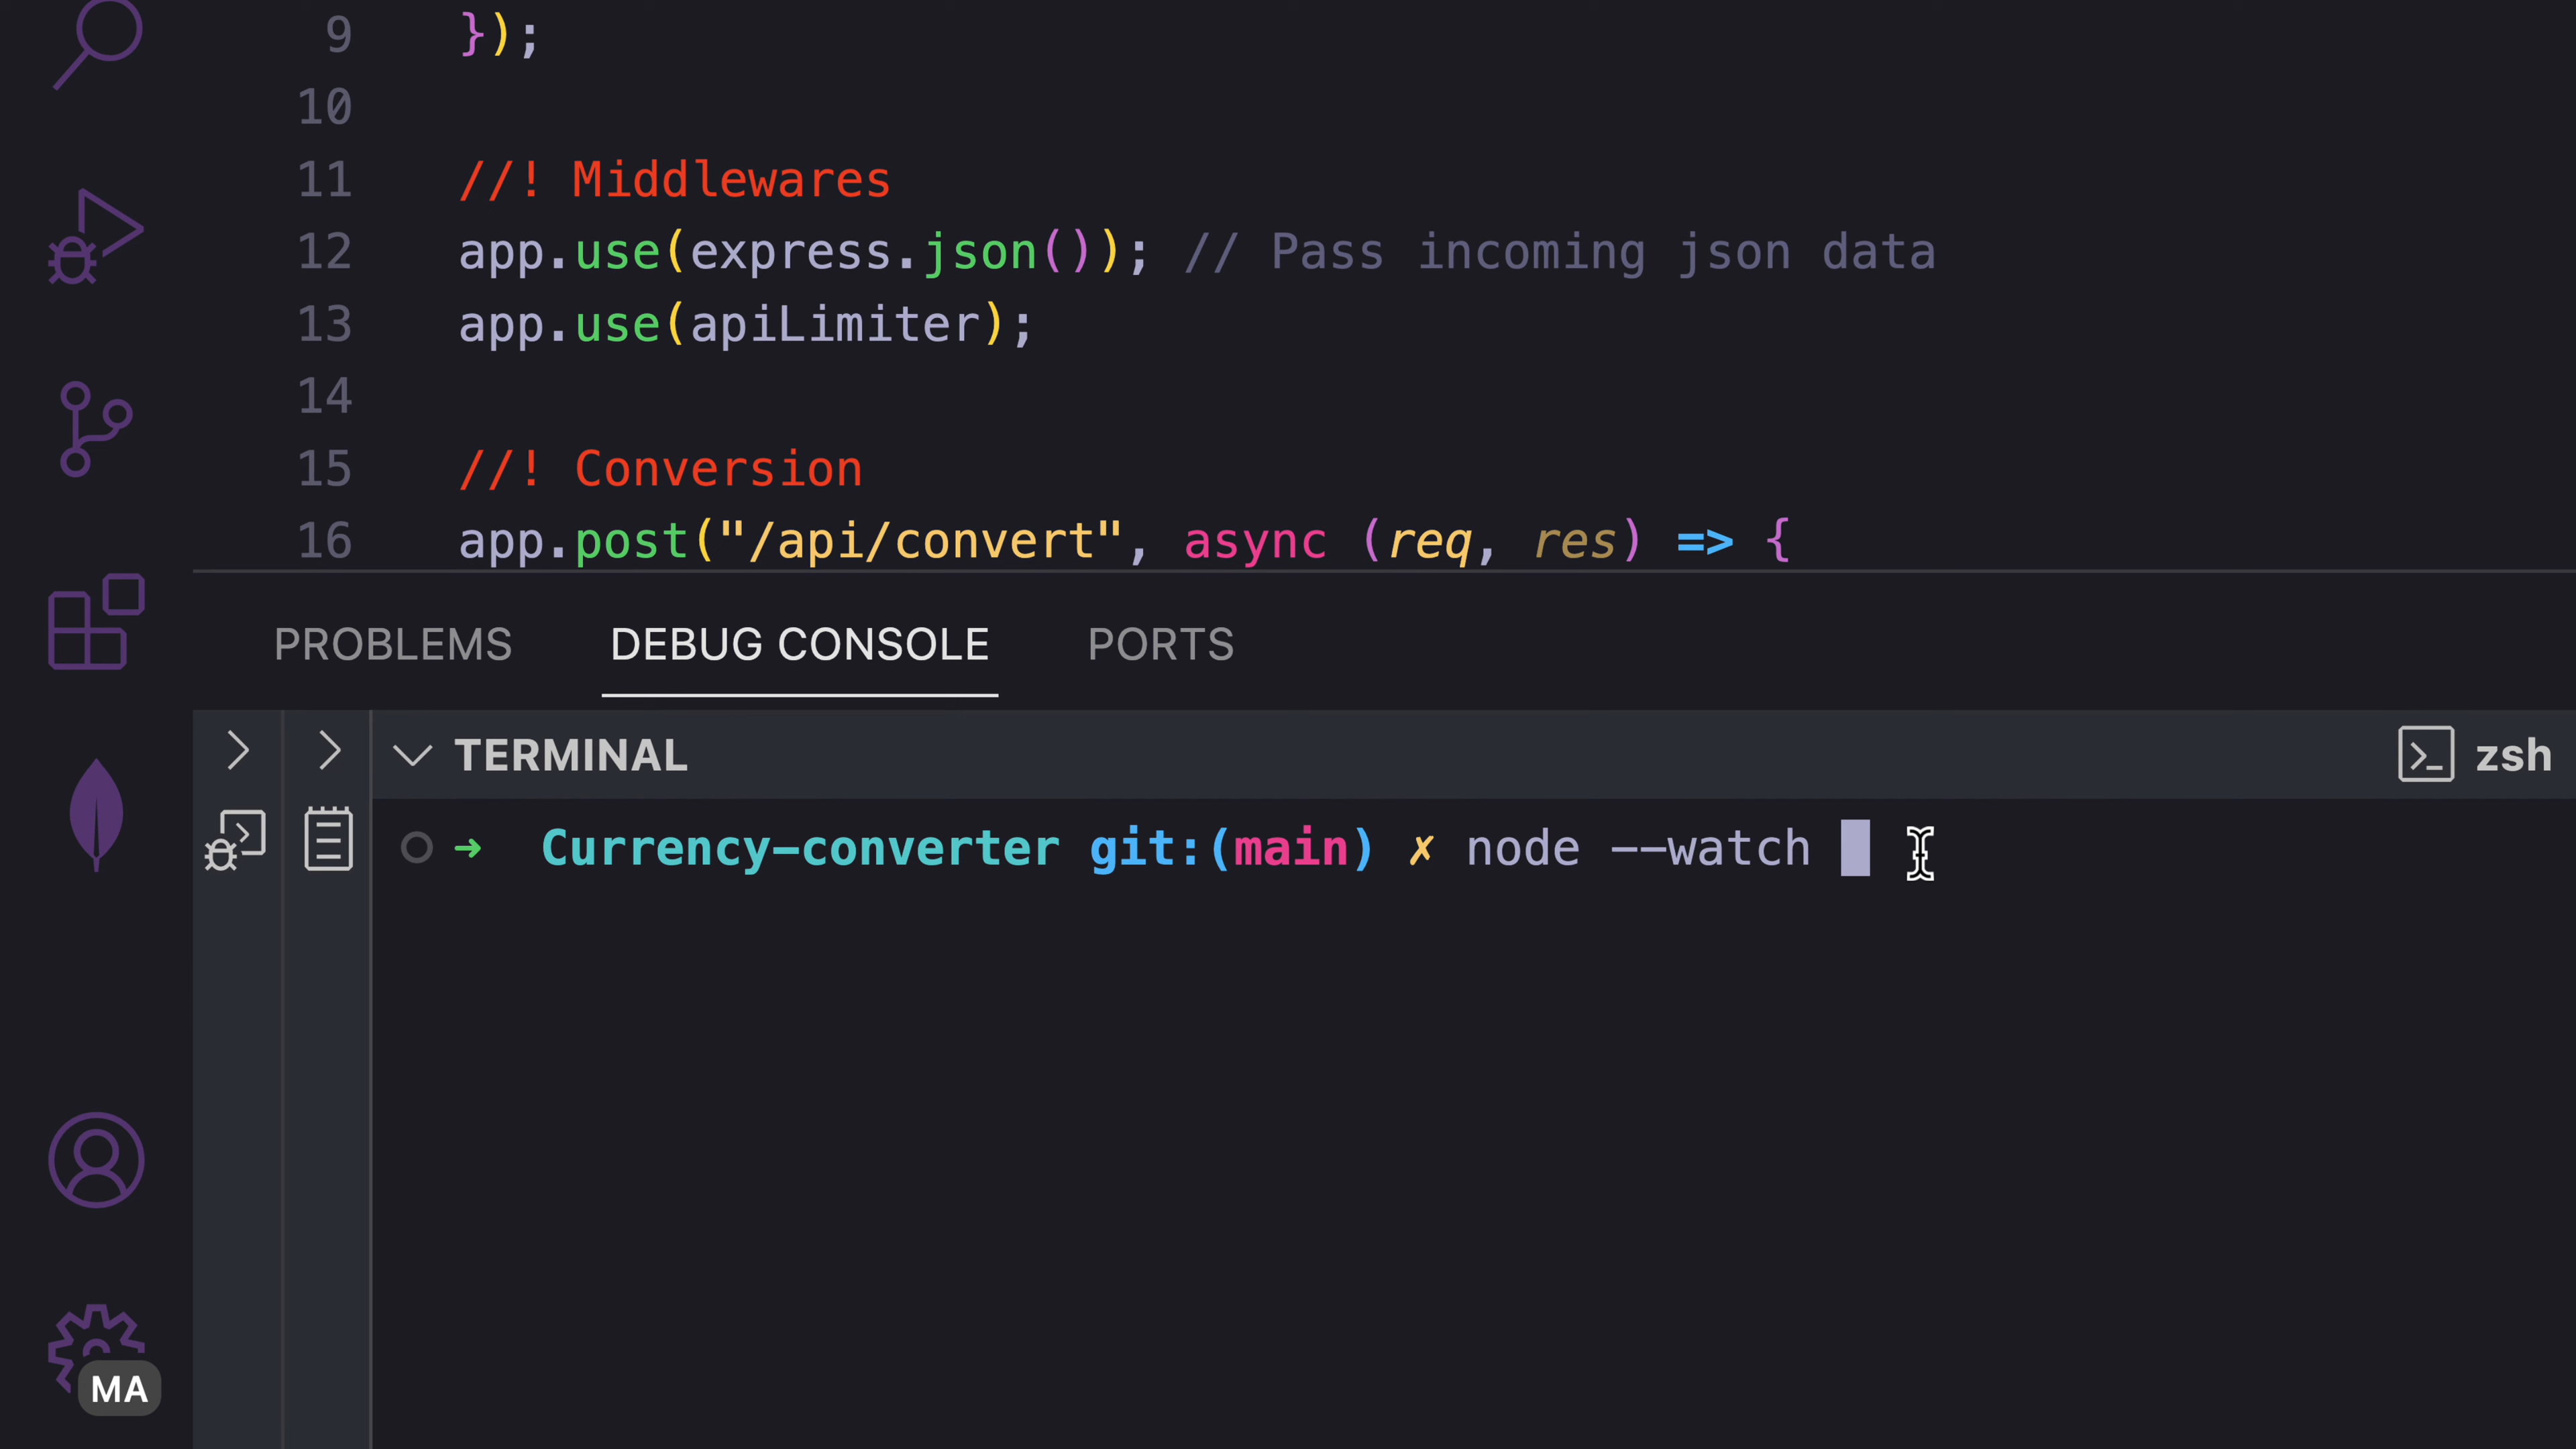 9 });
10
11 //! Middlewares
12 app.use(express.json()); // Pass incoming json data
13 app.use(apiLimiter);
14
15 //! Conversion
16 app.post("/api/convert", async (req, res) => {
PROBLEMS DEBUG CONSOLE PORTS
TERMINAL zsh
➜ Currency-converter git:(main) ✗ node --watch
MA